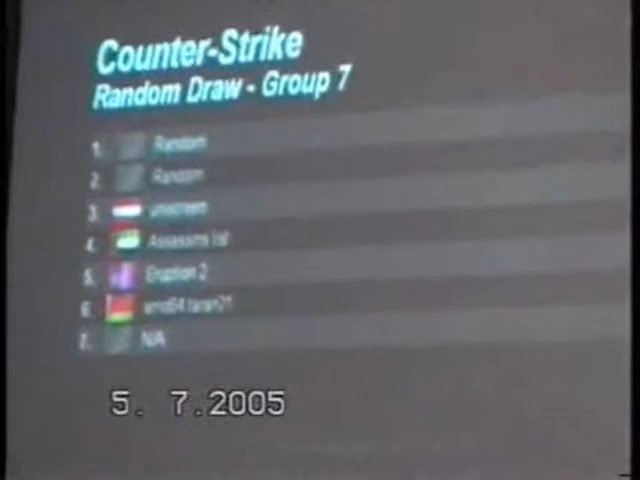 Counter-Strike
Random Draw - Group 7
1. Random
2. Random
3.
4. Assassins
5. Eruption 2
6.
7. N/A
5. 7.2005